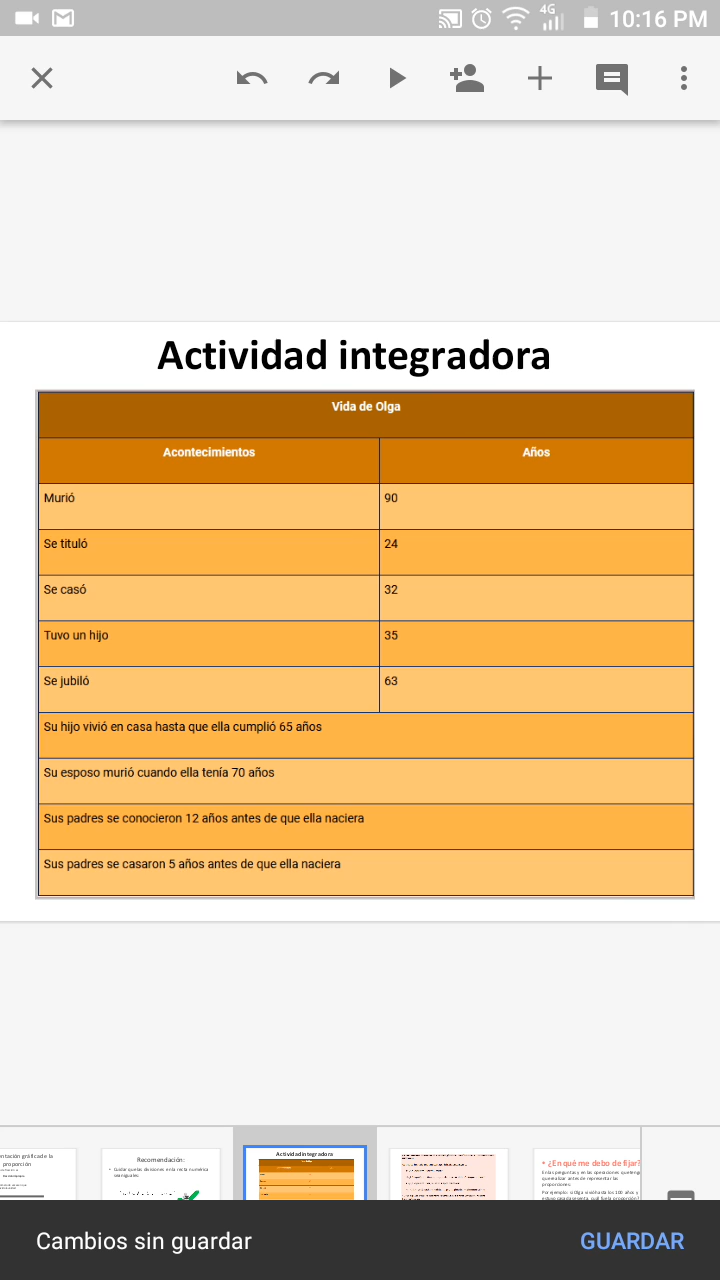 4G 10:16 PM
Actividad integradora
Vida de Olga
Acontecimientos Años
Murió 90
Se tituló 24
Se casó 32
Tuvo un hijo 35
Se jubiló 63
Su hijo vivió en casa hasta que ella cumplió 65 años
Su esposo murió cuando ella tenía 70 años
Sus padres se conocieron 12 años antes de que ella naciera
Sus padres se casaron 5 años antes de que ella naciera
proporción
Recomendación:
Actividad integradora
• ¿En qué me debo de fijar?
Cambios sin guardar GUARDAR